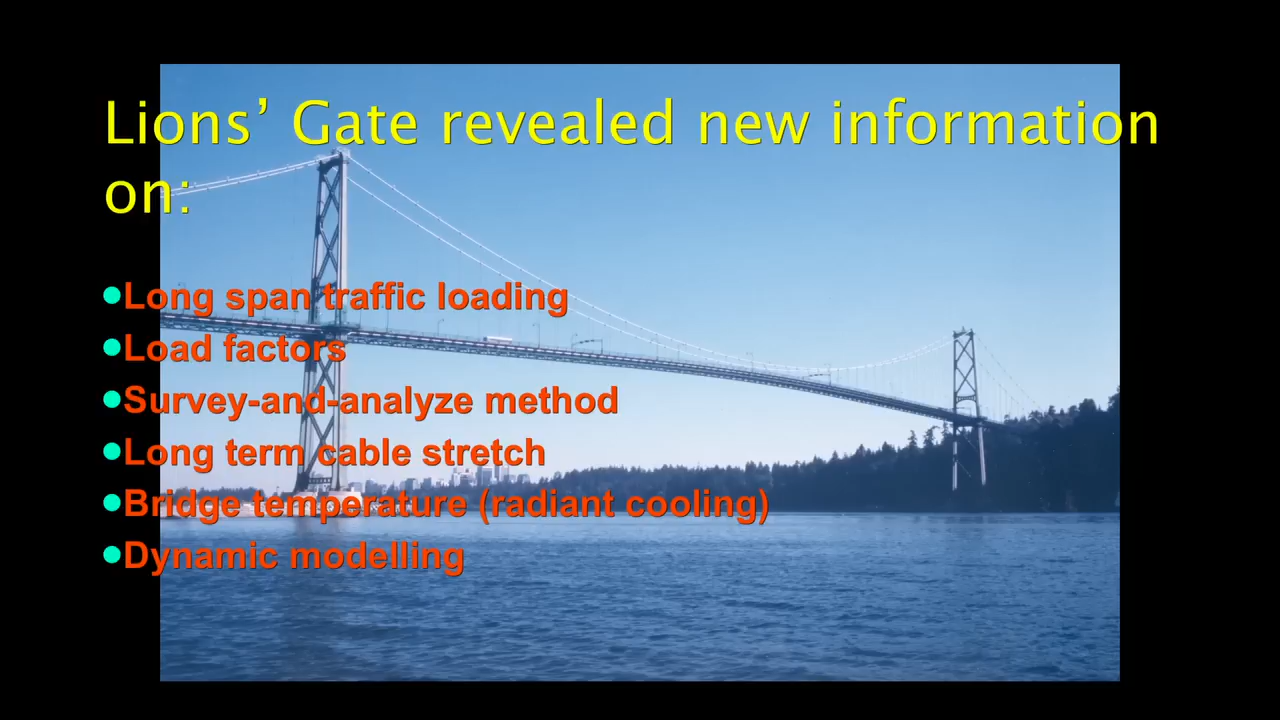 Lions’ Gate revealed new information
on:
●Long span traffic loading
●Load factors
●Survey-and-analyze method
●Long term cable stretch
●Bridge temperature (radiant cooling)
●Dynamic modelling